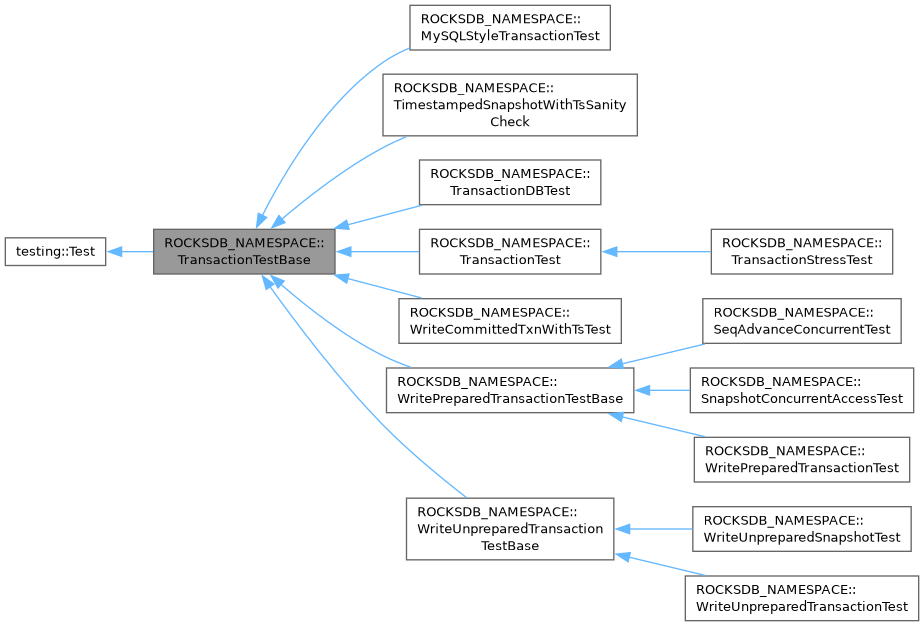 ROCKSDB_NAMESPACE::
MySQLStyleTransactionTest
ROCKSDB_NAMESPACE::
TimestampedSnapshotWithTsSanity
Check
ROCKSDB_NAMESPACE::
TransactionDBTest
testing::Test
ROCKSDB_NAMESPACE::
TransactionTestBase
ROCKSDB_NAMESPACE::
TransactionTest
ROCKSDB_NAMESPACE::
TransactionStressTest
ROCKSDB_NAMESPACE::
WriteCommittedTxnWithTsTest
ROCKSDB_NAMESPACE::
SeqAdvanceConcurrentTest
ROCKSDB_NAMESPACE::
WritePreparedTransactionTestBase
ROCKSDB_NAMESPACE::
SnapshotConcurrentAccessTest
ROCKSDB_NAMESPACE::
WritePreparedTransactionTest
ROCKSDB_NAMESPACE::
WriteUnpreparedTransaction
TestBase
ROCKSDB_NAMESPACE::
WriteUnpreparedSnapshotTest
ROCKSDB_NAMESPACE::
WriteUnpreparedTransactionTest